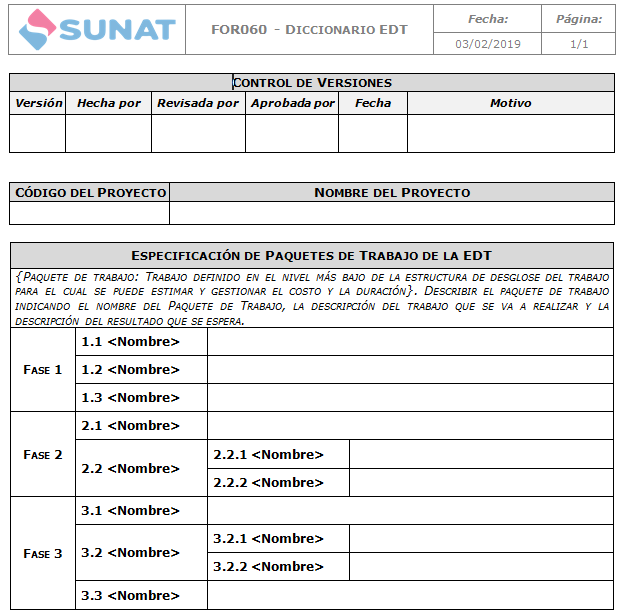 SUNAT
FOR060 - DICCIONARIO EDT
Fecha:
Página:
03/02/2019
1/1
CONTROL DE VERSIONES
Versión
Hecha por
Revisada por
Aprobada por
Fecha
Motivo
CÓDIGO DEL PROYECTO
NOMBRE DEL PROYECTO
ESPECIFICACIÓN DE PAQUETES DE TRABAJO DE LA EDT
{PAQUETE DE TRABAJO: TRABAJO DEFINIDO EN EL NIVEL MÁS BAJO DE LA ESTRUCTURA DE DESGLOSE DEL TRABAJO
PARA EL CUAL SE PUEDE ESTIMAR Y GESTIONAR EL COSTO Y LA DURACIÓN}. DESCRIBIR EL PAQUETE DE TRABAJO
INDICANDO EL NOMBRE DEL PAQUETE DE TRABAJO, LA DESCRIPCIÓN DEL TRABAJO QUE SE VA A REALIZAR Y LA
DESCRIPCIÓN DEL RESULTADO QUE SE ESPERA.
FASE 1
1.1 <Nombre>
1.2 <Nombre>
1.3 <Nombre>
FASE 2
2.1 <Nombre>
2.2 <Nombre>
2.2.1 <Nombre>
2.2.2 <Nombre>
FASE 3
3.1 <Nombre>
3.2 <Nombre>
3.2.1 <Nombre>
3.2.2 <Nombre>
3.3 <Nombre>